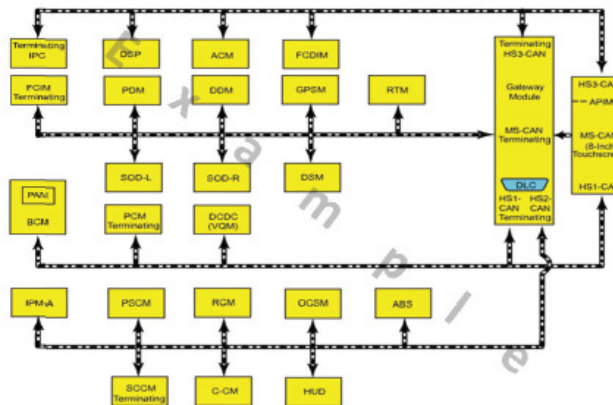 Terminating
IPC
DSP
ACM
FCDIM
Terminating
HS3-CAN
FCIM
Terminating
PDM
DDM
GPSM
RTM
Gateway
Module
MS-CAN
Terminating
HS3-CA
APIM
MS-CA
(8-Inch
Touchscre
HS1-CA
SOD-L
SOD-R
DSM
DLC
HS1-
CAN
HS2-
CAN
Terminating
BCM
PCM
Terminating
DCDC
(VQM)
IPM-A
PSCM
RCM
OCSM
ABS
SCCM
Terminating
C-CM
HUD
Example